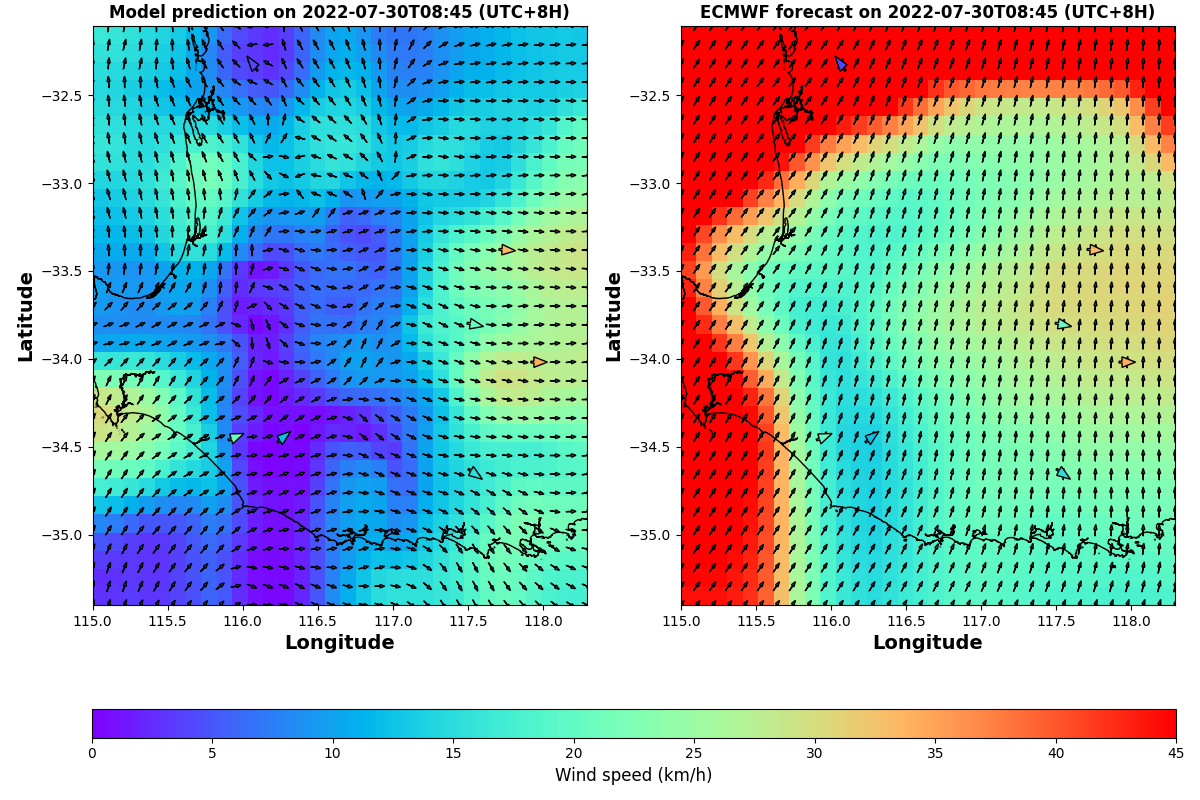 Model prediction on 2022-07-30T08:45 (UTC+8H)
ECMWF forecast on 2022-07-30T08:45 (UTC+8H)
Latitude
−32.5
−33.0
−33.5
−34.0
−34.5
−35.0
115.0 115.5 116.0 116.5 117.0 117.5 118.0
Longitude
Latitude
−32.5
−33.0
−33.5
−34.0
−34.5
−35.0
115.0 115.5 116.0 116.5 117.0 117.5 118.0
Longitude
0 5 10 15 20 25 30 35 40 45
Wind speed (km/h)